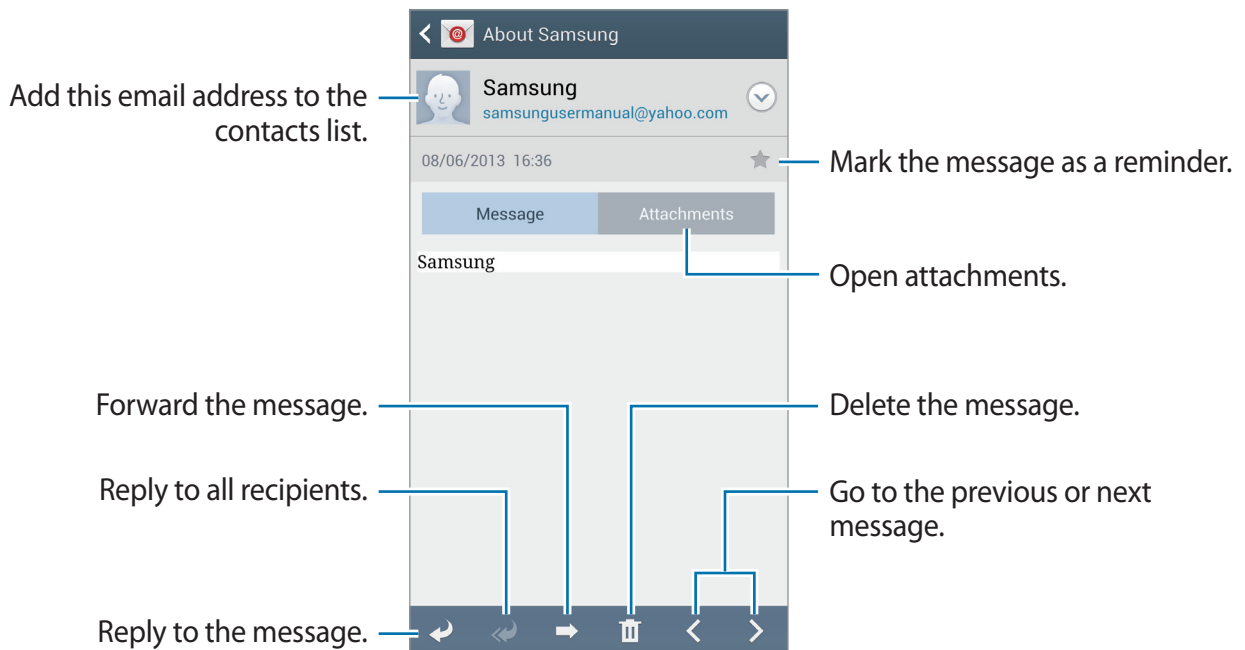 About Samsung
Add this email address to the
contacts list.
Samsung
samsungusermanual@yahoo.com
08/06/2013 16:36
Mark the message as a reminder.
Message
Attachments
Samsung
Open attachments.
Forward the message.
Delete the message.
Reply to all recipients.
Go to the previous or next
message.
Reply to the message.